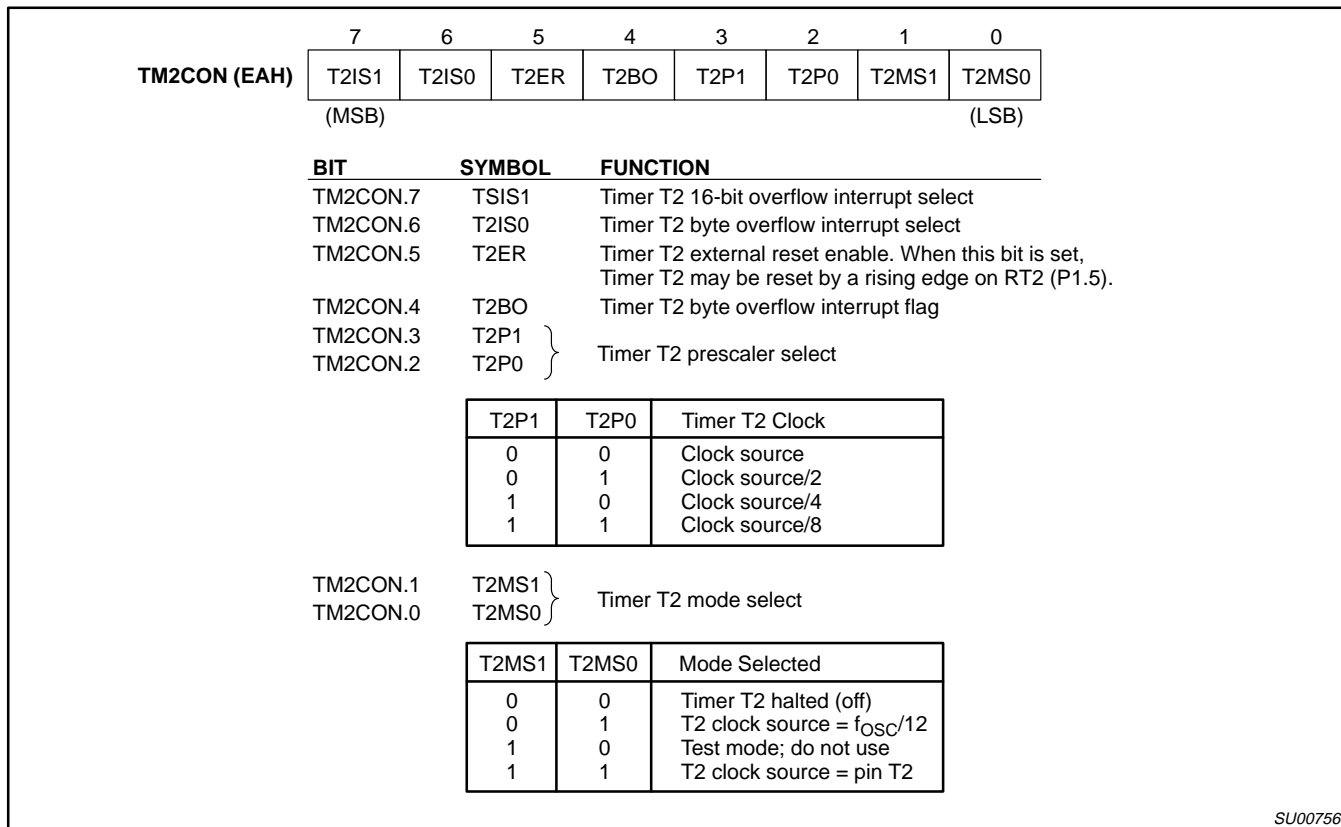 7 6 5 4 3 2 1 0
TM2CON (EAH) T2IS1 T2IS0 T2ER T2BO T2P1 T2P0 T2MS1 T2MS0
(MSB) (LSB)
BIT SYMBOL FUNCTION
TM2CON.7 TSIS1 Timer T2 16-bit overflow interrupt select
TM2CON.6 T2IS0 Timer T2 byte overflow interrupt select
TM2CON.5 T2ER Timer T2 external reset enable. When this bit is set,
Timer T2 may be reset by a rising edge on RT2 (P1.5).
TM2CON.4 T2BO Timer T2 byte overflow interrupt flag
TM2CON.3 T2P1
Timer T2 prescaler select
TM2CON.2 T2P0
T2P1 T2P0 Timer T2 Clock
0 0 Clock source
0 1 Clock source/2
1 0 Clock source/4
1 1 Clock source/8
TM2CON.1 T2MS1
Timer T2 mode select
TM2CON.0 T2MS0
T2MS1 T2MS0 Mode Selected
0 0 Timer T2 halted (off)
0 1 T2 clock source = fOSC/12
1 0 Test mode; do not use
1 1 T2 clock source = pin T2
SU00756